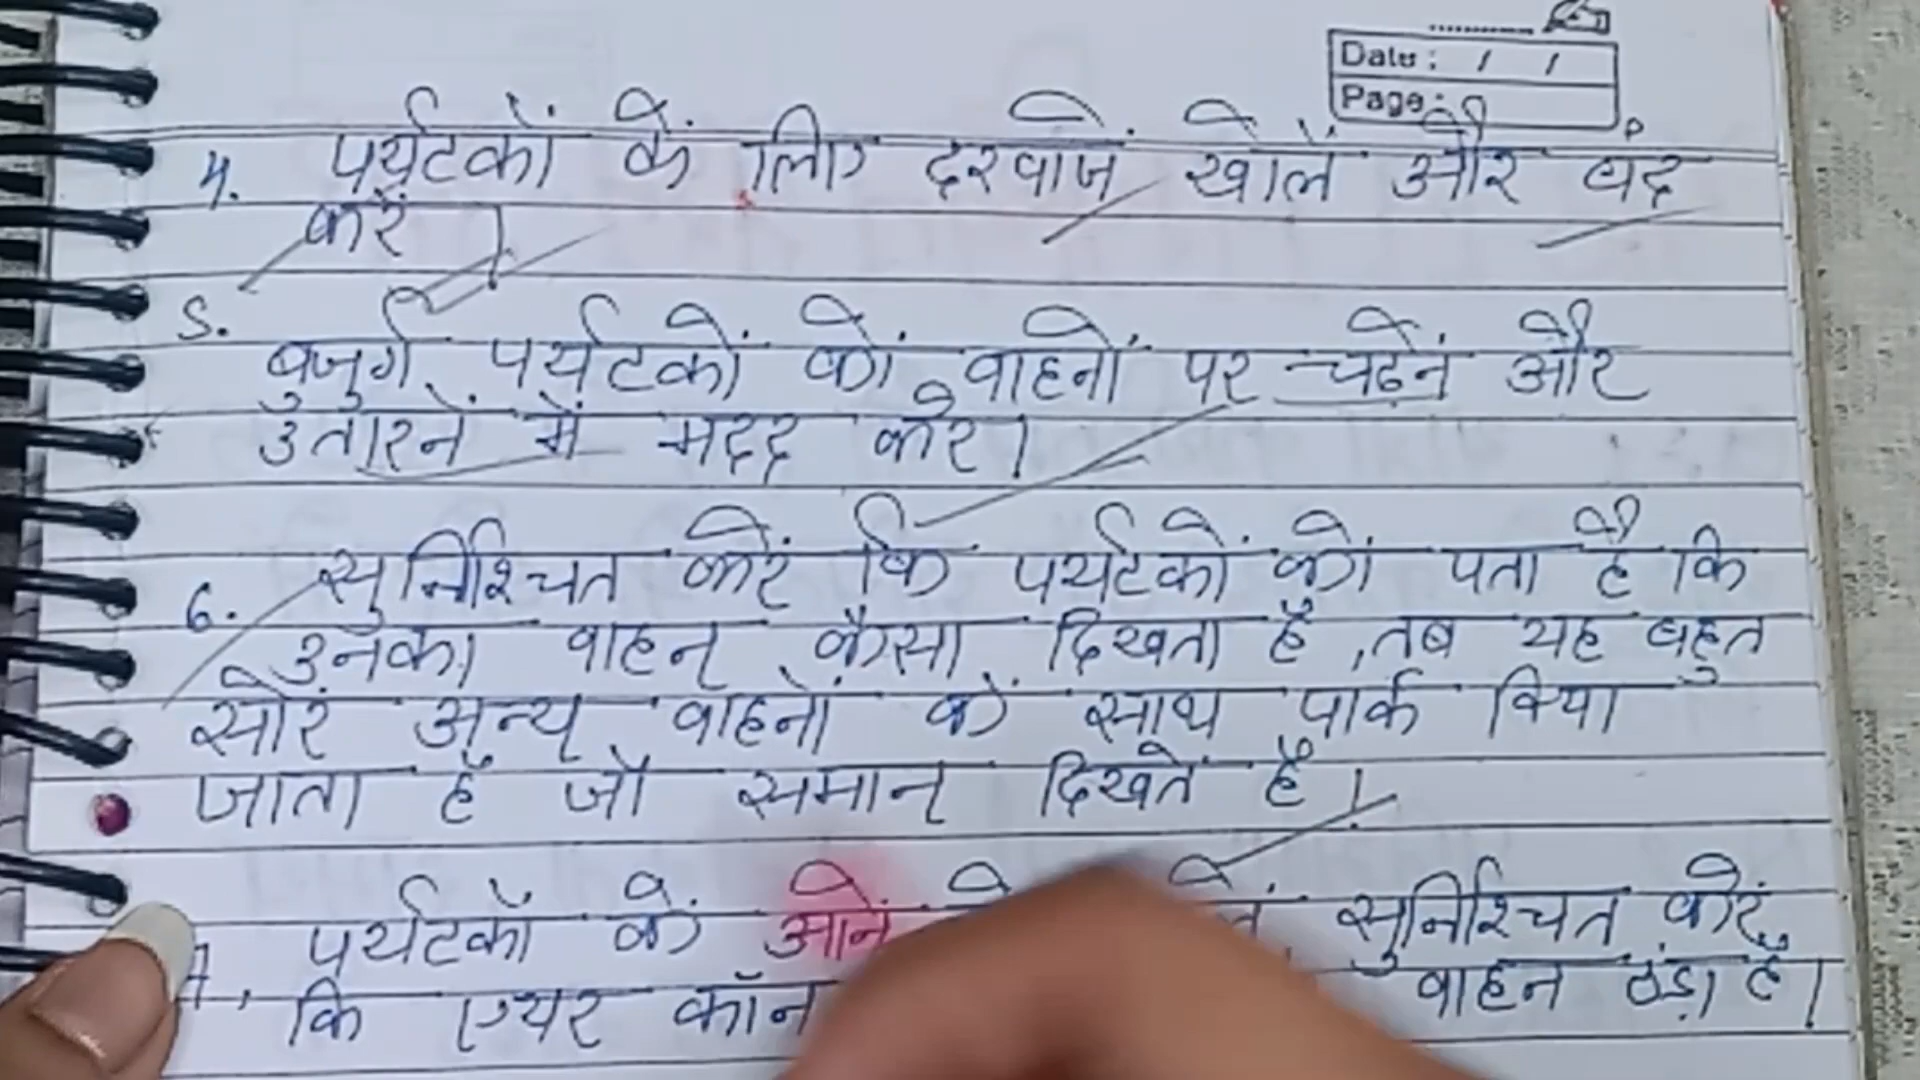 Date : / /
Page :
4. पर्यटकों के लिए दरवाजे खोलें और बंद
करें।
5.
बुजुर्ग पर्यटकों को वाहनों पर चढ़ने और
उतारने में मदद करे।
6. सुनिश्चित करें कि पर्यटकों को पता है कि
उनका वाहन कैसा दिखता है, तब यह बहुत
सारे अन्य वाहनों के साथ पार्क किया
जाता है जो समान दिखते है।
7. पर्यटकों के आने सुनिश्चित करें
कि एयर वाहन ठंडा है।